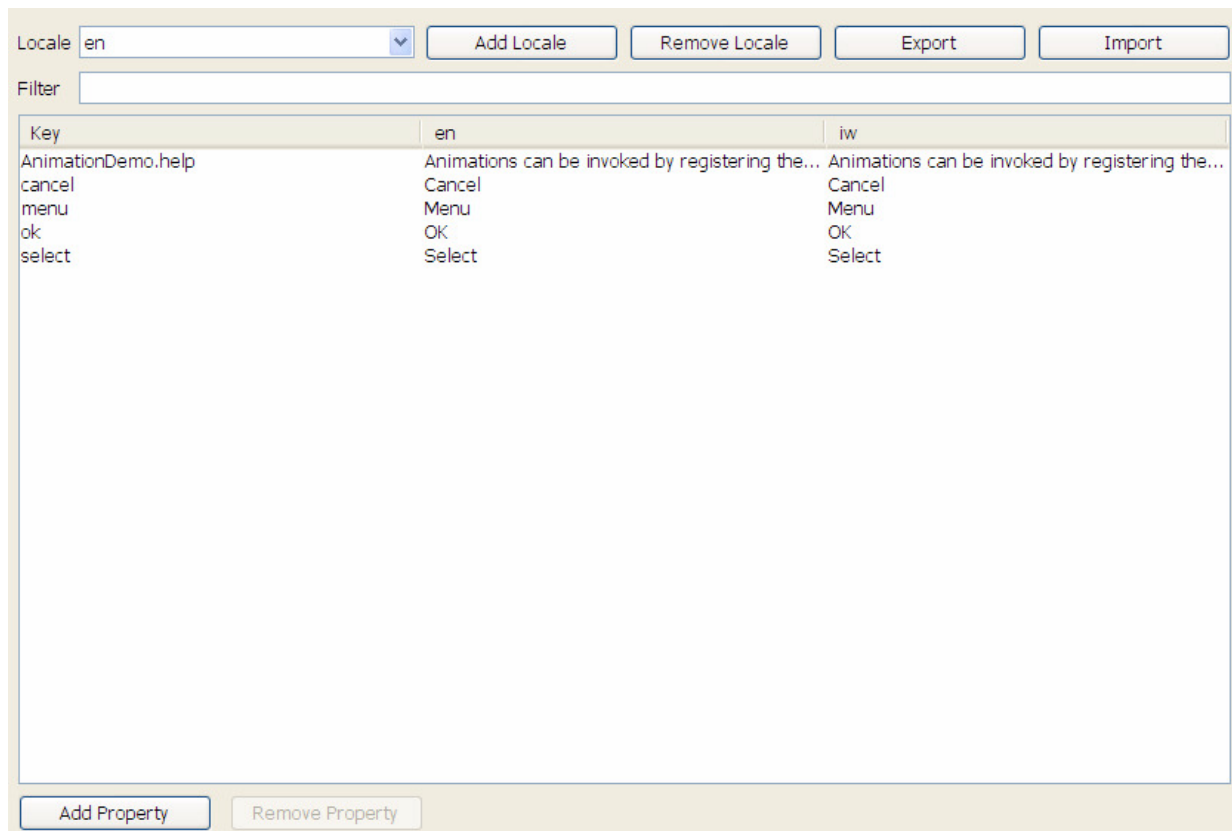 Locale en Add Locale Remove Locale Export Import
Filter
Key en iw
AnimationDemo.help Animations can be invoked by registering the... Animations can be invoked by registering the...
cancel Cancel Cancel
menu Menu Menu
ok OK OK
select Select Select
Add Property Remove Property